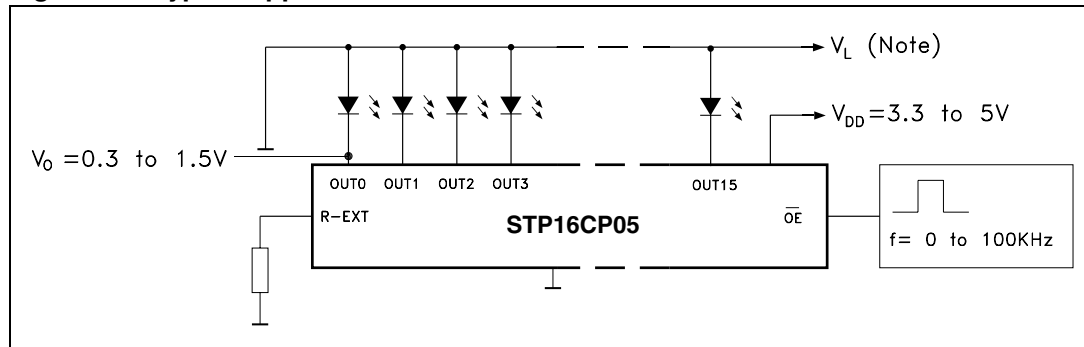 V_L (Note)
V_DD=3.3 to 5V
V_O =0.3 to 1.5V
OUT0 OUT1 OUT2 OUT3 OUT15
R-EXT
STP16CP05
OE
f= 0 to 100KHz